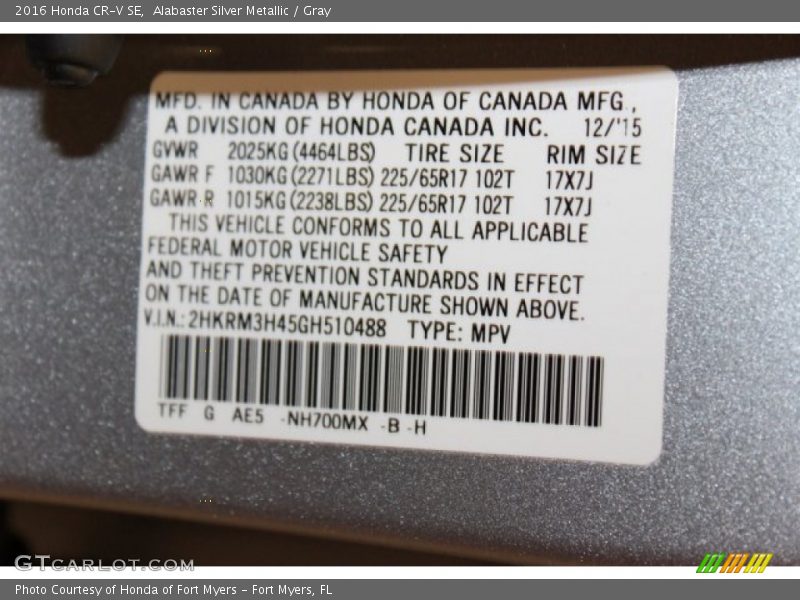 2016 Honda CR-V SE,  Alabaster Silver Metallic / Gray
MFD. IN CANADA BY HONDA OF CANADA MFG.,
A DIVISION OF HONDA CANADA INC.   12/'15
GVWR   2025KG (4464LBS)   TIRE SIZE   RIM SIZE
GAWR F 1030KG (2271LBS) 225/65R17 102T   17X7J
GAWR R 1015KG (2238LBS) 225/65R17 102T   17X7J
THIS VEHICLE CONFORMS TO ALL APPLICABLE
FEDERAL MOTOR VEHICLE SAFETY
AND THEFT PREVENTION STANDARDS IN EFFECT
ON THE DATE OF MANUFACTURE SHOWN ABOVE.
V.I.N.: 2HKRM3H45GH510488   TYPE: MPV
TFF  G  AE5  -NH700MX  -B -H
GTcarlot.com
Photo Courtesy of Honda of Fort Myers - Fort Myers, FL